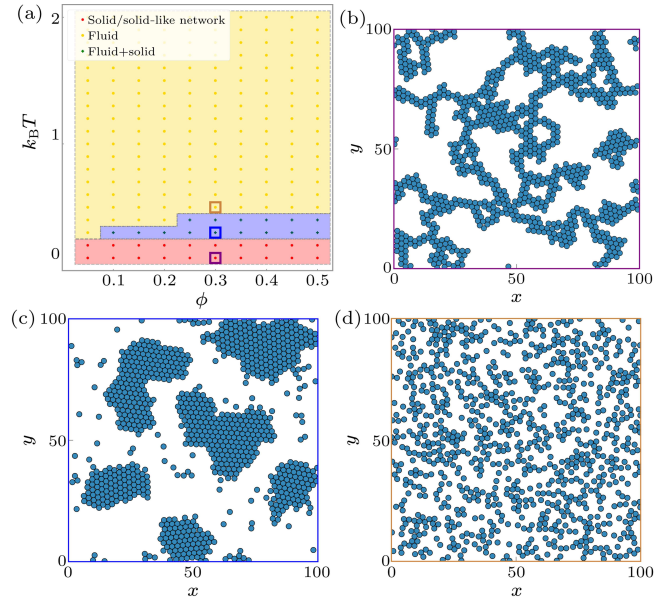 (a)
2
1
0
k_BT
Solid/solid-like network
Fluid
Fluid+solid
0.1 0.2 0.3 0.4 0.5
ϕ
(b)
100
50
0
y
0 50 100
x
(c)
100
50
0
y
0 50 100
x
(d)
100
50
0
y
0 50 100
x